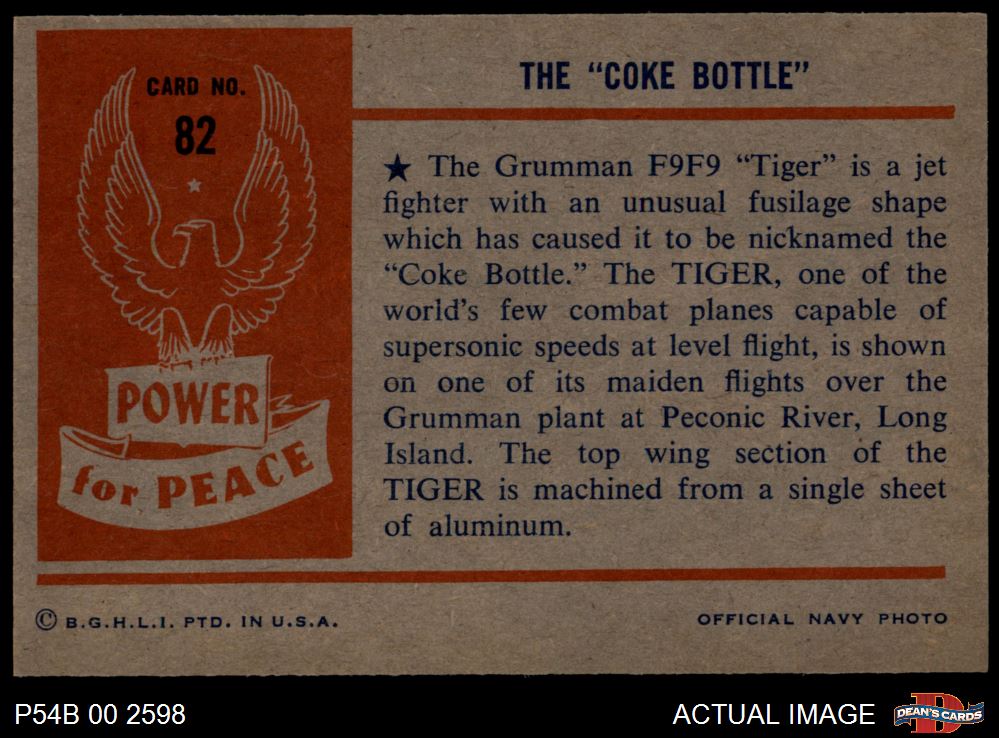 CARD NO.
82
POWER
for PEACE
THE “COKE BOTTLE”
★ The Grumman F9F9 “Tiger” is a jet
fighter with an unusual fusilage shape
which has caused it to be nicknamed the
“Coke Bottle.” The TIGER, one of the
world’s few combat planes capable of
supersonic speeds at level flight, is shown
on one of its maiden flights over the
Grumman plant at Peconic River, Long
Island. The top wing section of the
TIGER is machined from a single sheet
of aluminum.
© B.G.H.L.I. PTD. IN U.S.A.
OFFICIAL NAVY PHOTO
P54B 00 2598
ACTUAL IMAGE
D
DEAN'S CARDS